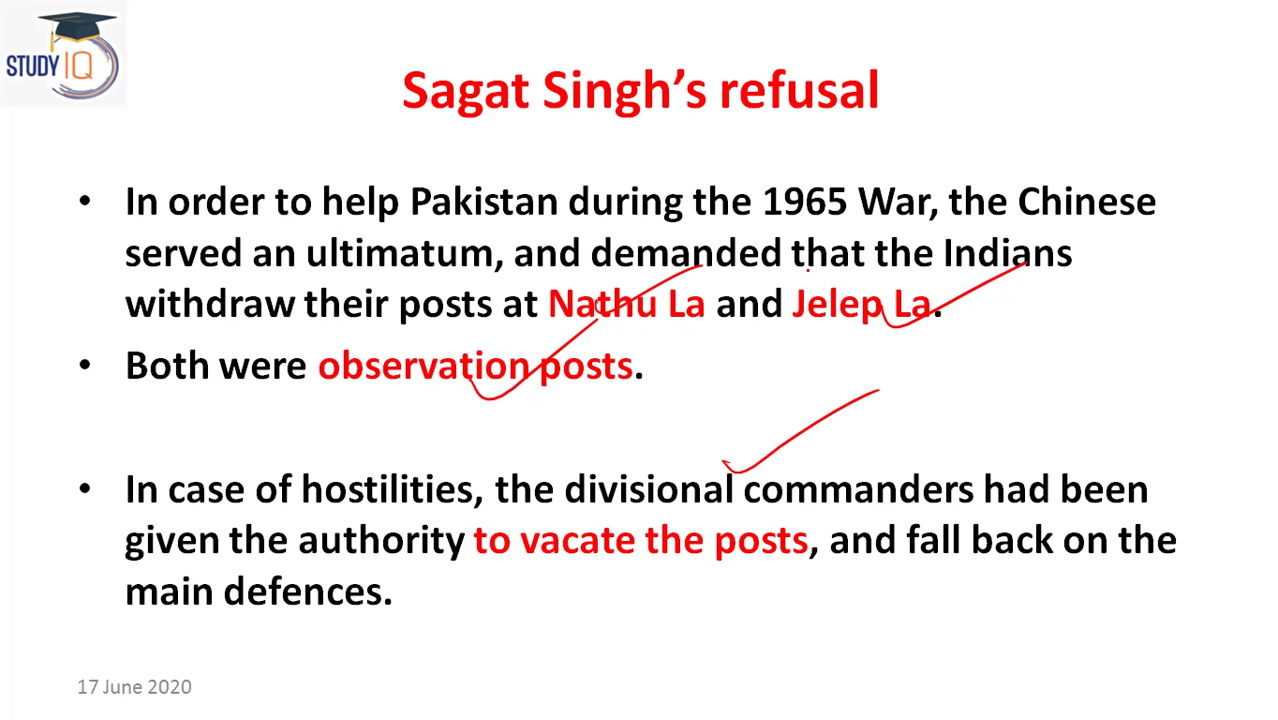 STUDY IQ
Sagat Singh's refusal
• In order to help Pakistan during the 1965 War, the Chinese
served an ultimatum, and demanded that the Indians
withdraw their posts at Nathu La and Jelep La.
• Both were observation posts.
• In case of hostilities, the divisional commanders had been
given the authority to vacate the posts, and fall back on the
main defences.
17 June 2020